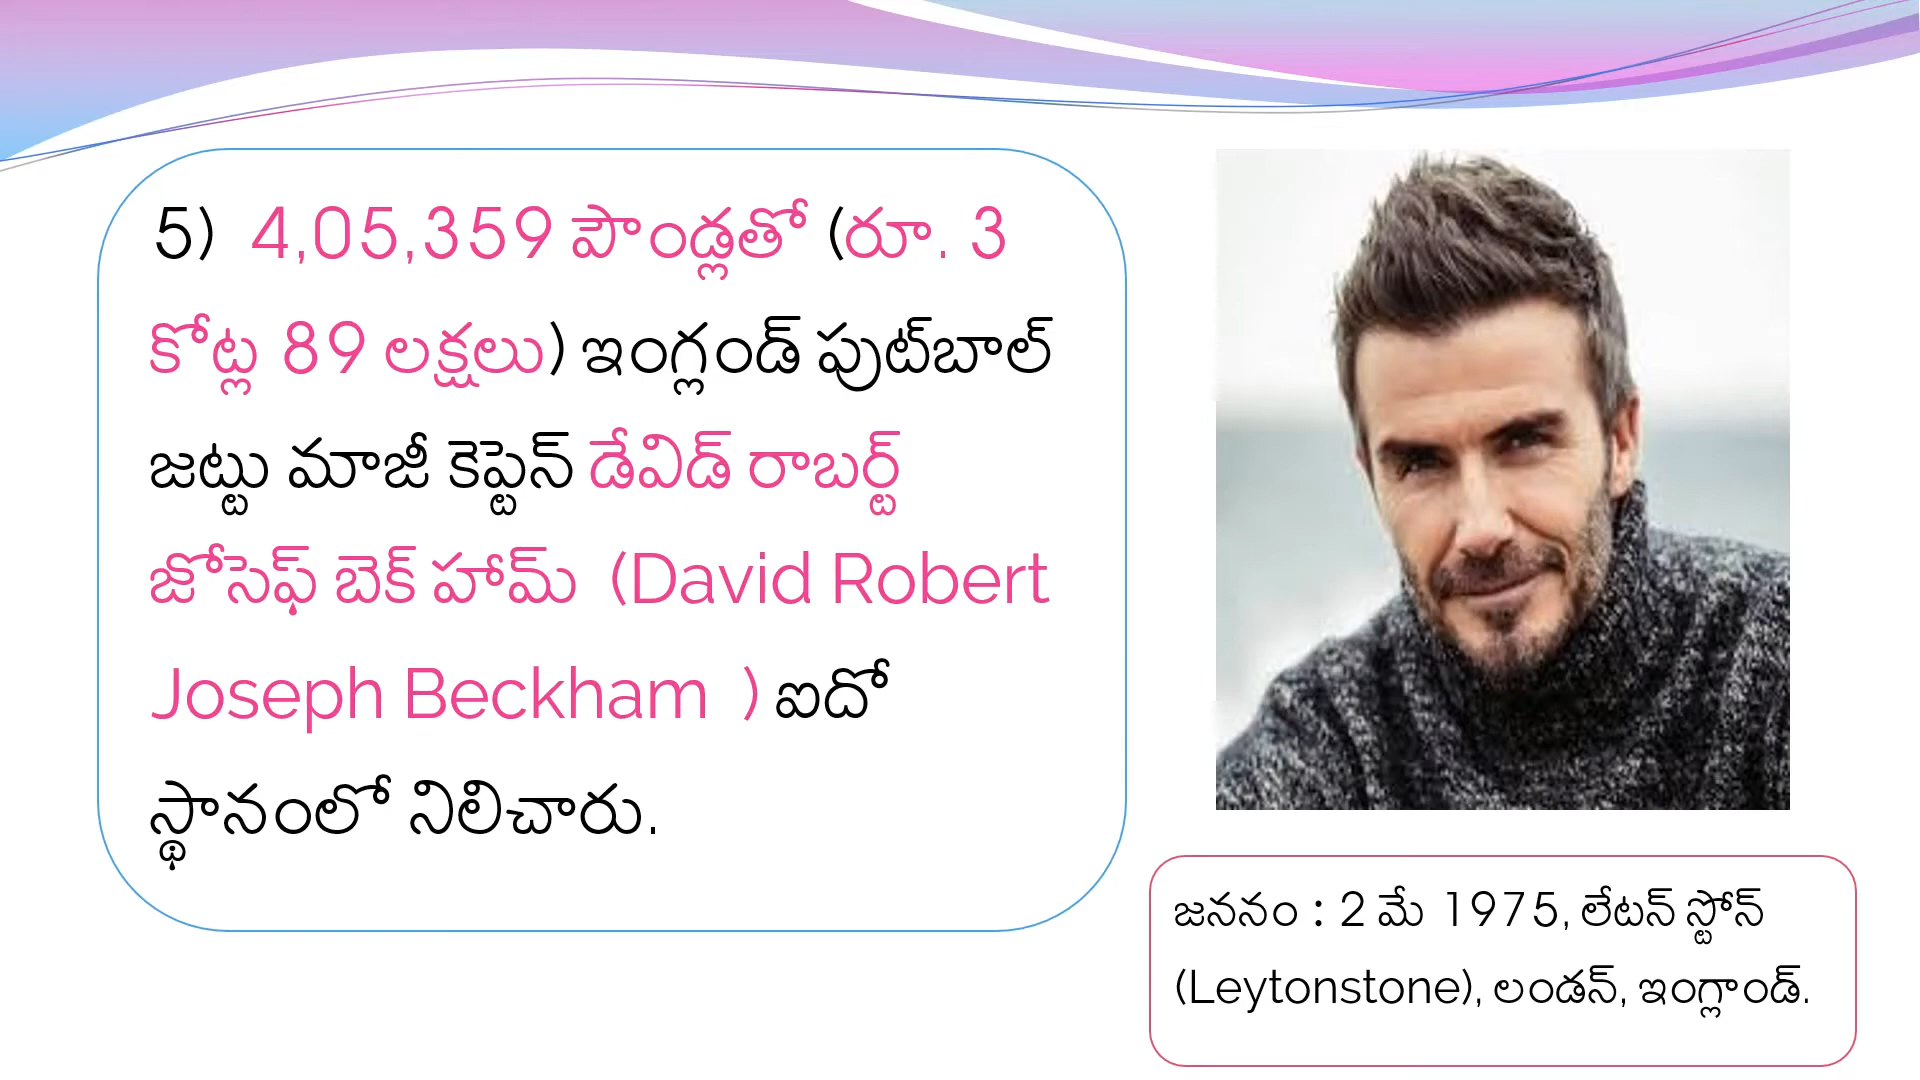 5) 4,05,359 పౌండ్లతో (రూ. 3
కోట్ల 89 లక్షలు) ఇంగ్లండ్ ఫుట్‌బాల్
జట్టు మాజీ కెప్టెన్ డేవిడ్ రాబర్ట్
జోసెఫ్ బెక్ హామ్ (David Robert
Joseph Beckham ) ఐదో
స్థానంలో నిలిచారు.
జననం : 2 మే 1975, లేటన్ స్టోన్
(Leytonstone), లండన్, ఇంగ్లాండ్.